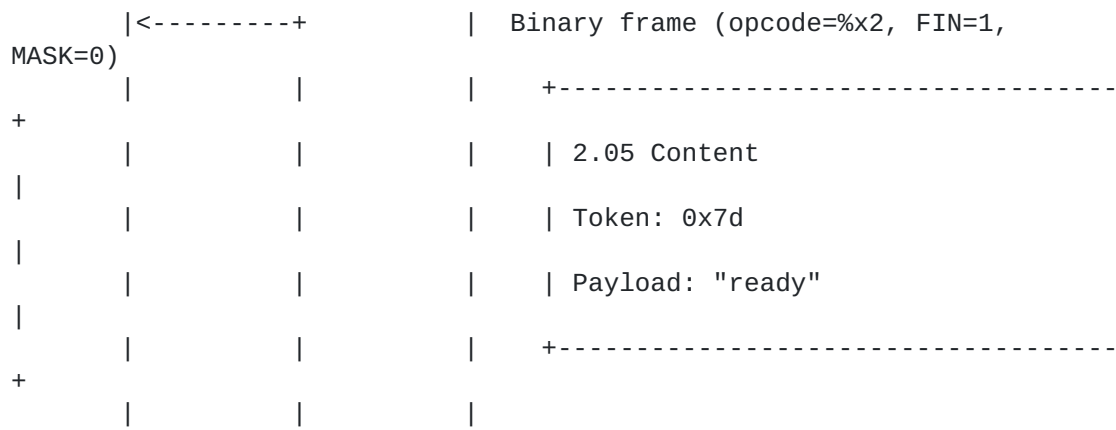 |<---------+          |  Binary frame (opcode=%x2, FIN=1,
MASK=0)
        |          |          |    +------------------------------------
+
        |          |          |    | 2.05 Content
|
        |          |          |    | Token: 0x7d
|
        |          |          |    | Payload: "ready"
|
        |          |          |    +------------------------------------
+
        |          |          |